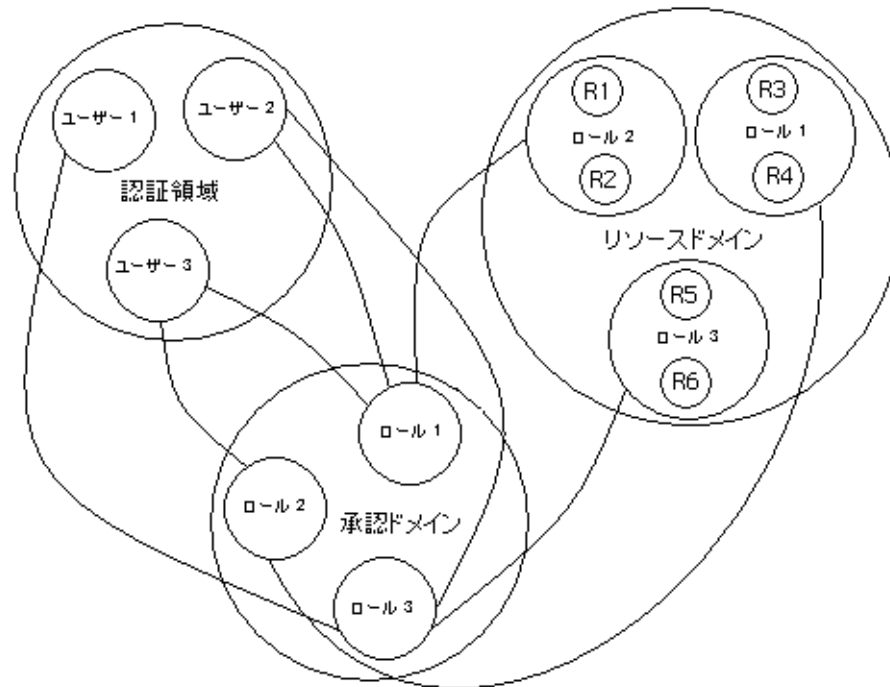 ユーザー 1
ユーザー 2
認証領域
ユーザー 3
R1
ロール 2
R2
R3
ロール 1
R4
リソースドメイン
R5
ロール 3
R6
ロール 1
ロール 2
承認ドメイン
ロール 3